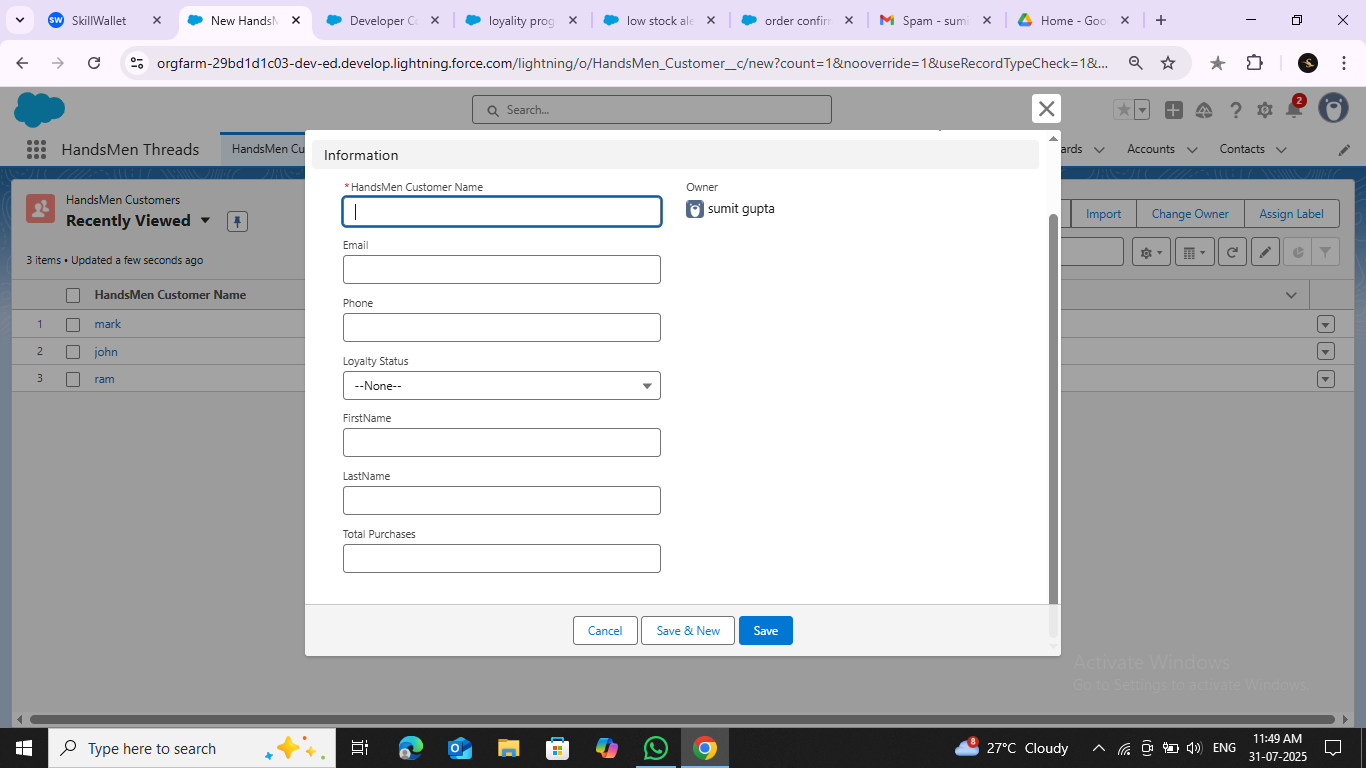 SkillWallet
New HandsM
Developer Co
loyality prog
low stock ale
order confirm
Spam - sumi
Home - Goo
orgfarm-29bd1d1c03-dev-ed.develop.lightning.force.com/lightning/o/HandsMen_Customer__c/new?count=1&nooverride=1&useRecordTypeCheck=1&...
Search...
2
HandsMen Threads
HandsMen Cu
ards
Accounts
Contacts
HandsMen Customers
Recently Viewed
Import
Change Owner
Assign Label
3 items • Updated a few seconds ago
HandsMen Customer Name
1 mark
2 john
3 ram
Information
*HandsMen Customer Name
Owner
sumit gupta
Email
Phone
Loyalty Status
--None--
FirstName
LastName
Total Purchases
Cancel
Save & New
Save
Activate Windows
Go to Settings to activate Windows.
Type here to search
8
27°C Cloudy
ENG
11:49 AM
31-07-2025